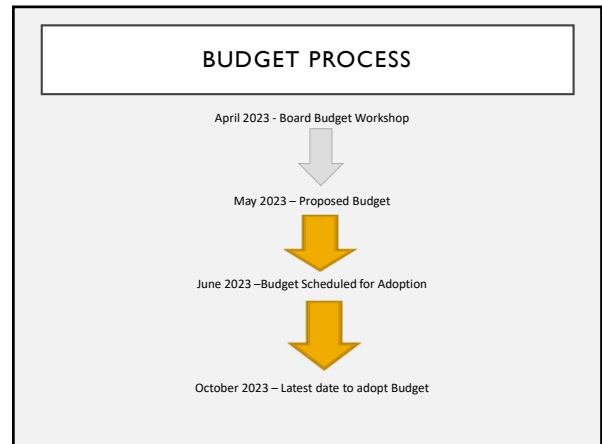 BUDGET PROCESS
April 2023 - Board Budget Workshop
May 2023 – Proposed Budget
June 2023 –Budget Scheduled for Adoption
October 2023 – Latest date to adopt Budget